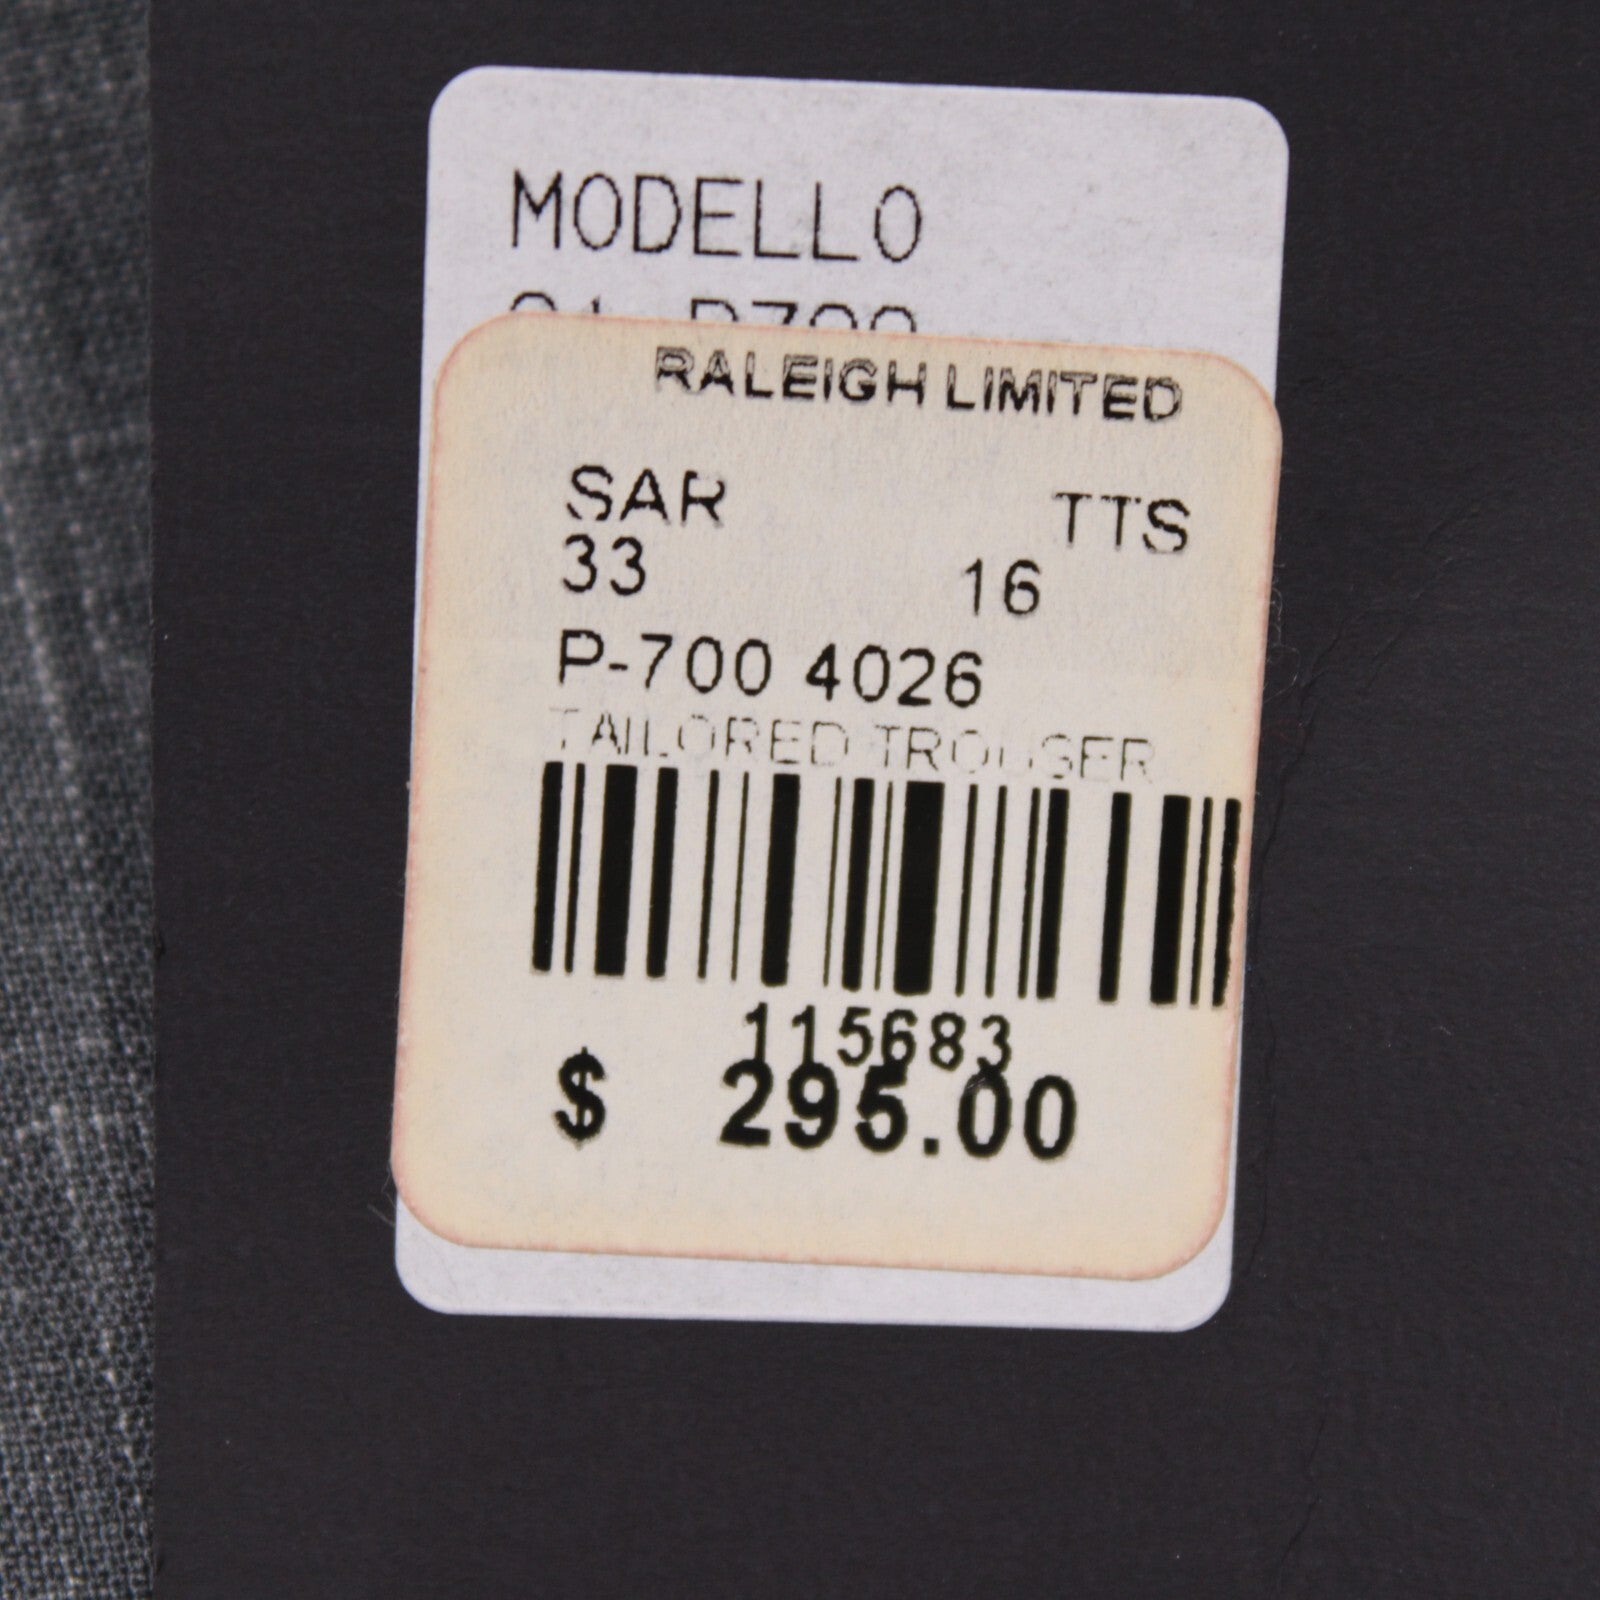 MODELLO
RALEIGH LIMITED
SAR TTS
33 16
P-700 4026
TAILORED TROUSER
115683
$ 295.00